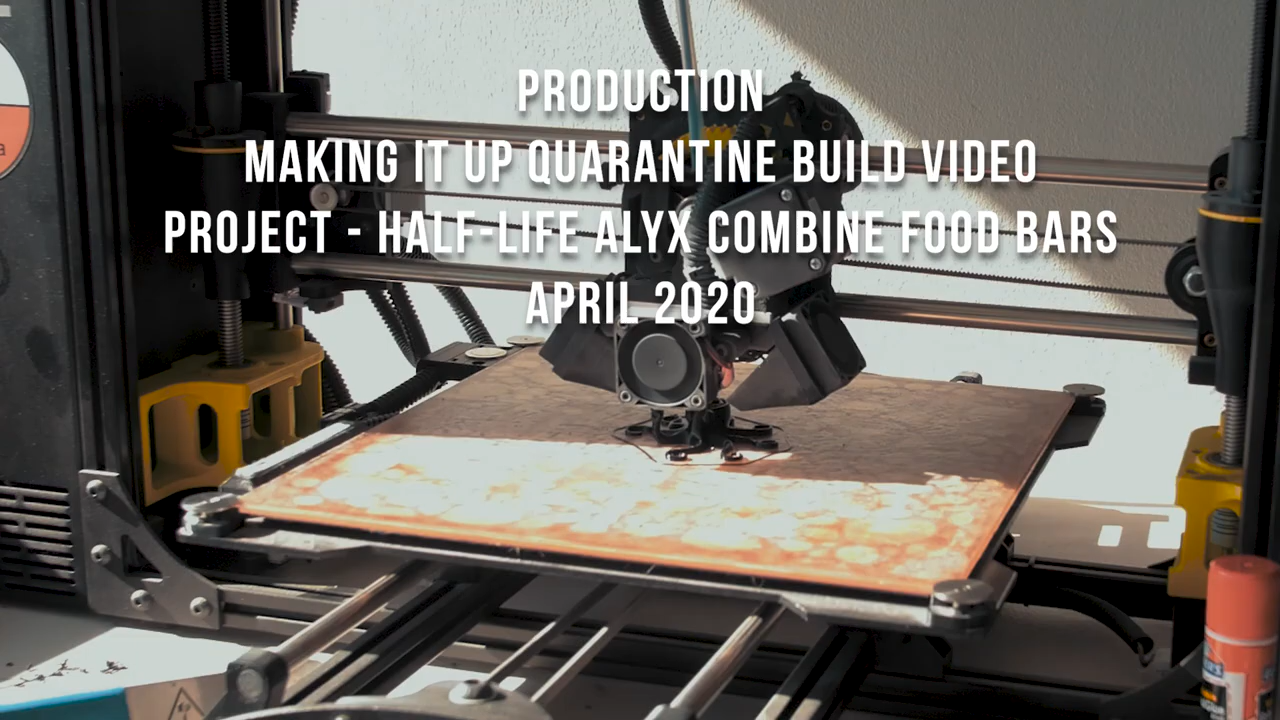 PRODUCTION
MAKING IT UP QUARANTINE BUILD VIDEO
PROJECT - HALF-LIFE ALYX COMBINE FOOD BARS
APRIL 2020